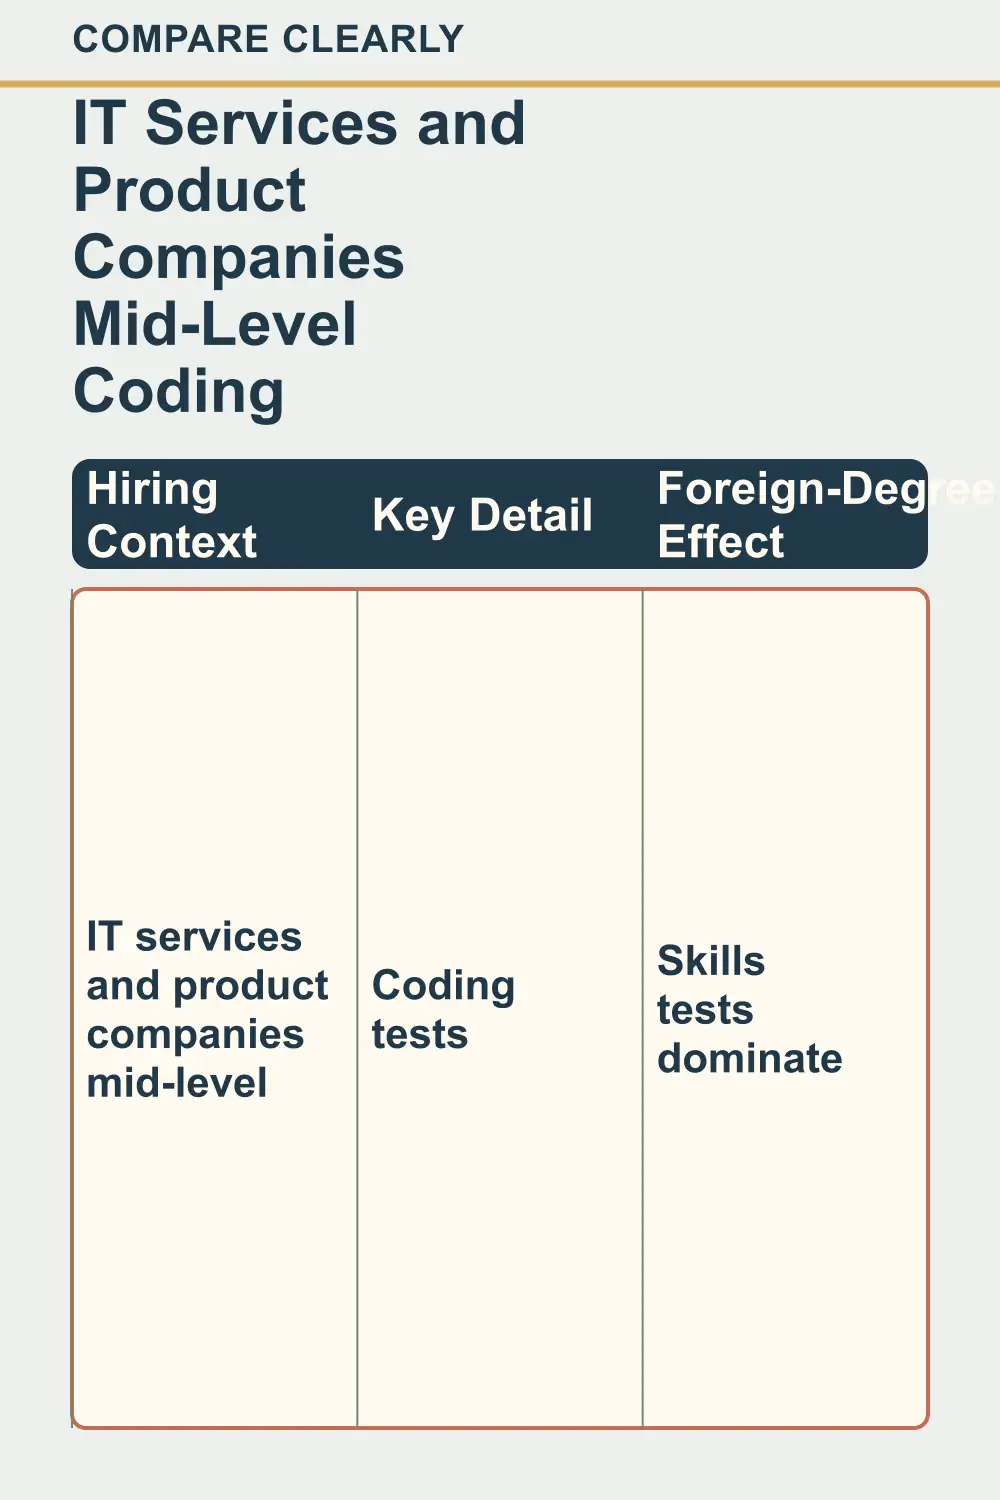 COMPARE CLEARLY
IT Services and
Product
Companies
Mid-Level
Coding
Hiring
Context
Key Detail
Foreign-Degree
Effect
IT services
and product
companies
mid-level
Coding
tests
Skills
tests
dominate